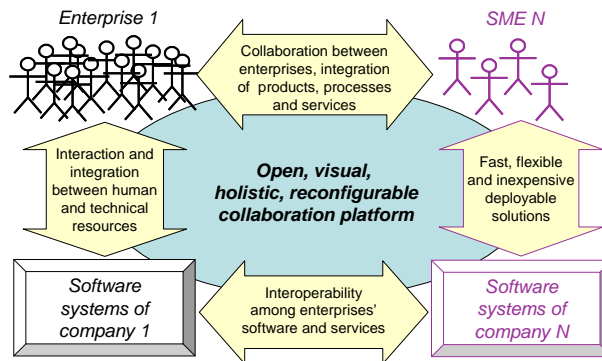 Enterprise 1
SME N
Collaboration between
enterprises, integration
of products, processes
and services
Interaction and
integration
between human
and technical
resources
Open, visual,
holistic, reconfigurable
collaboration platform
Fast, flexible
and inexpensive
deployable
solutions
Software
systems of
company 1
Interoperability
among enterprises'
software and services
Software
systems of
company N